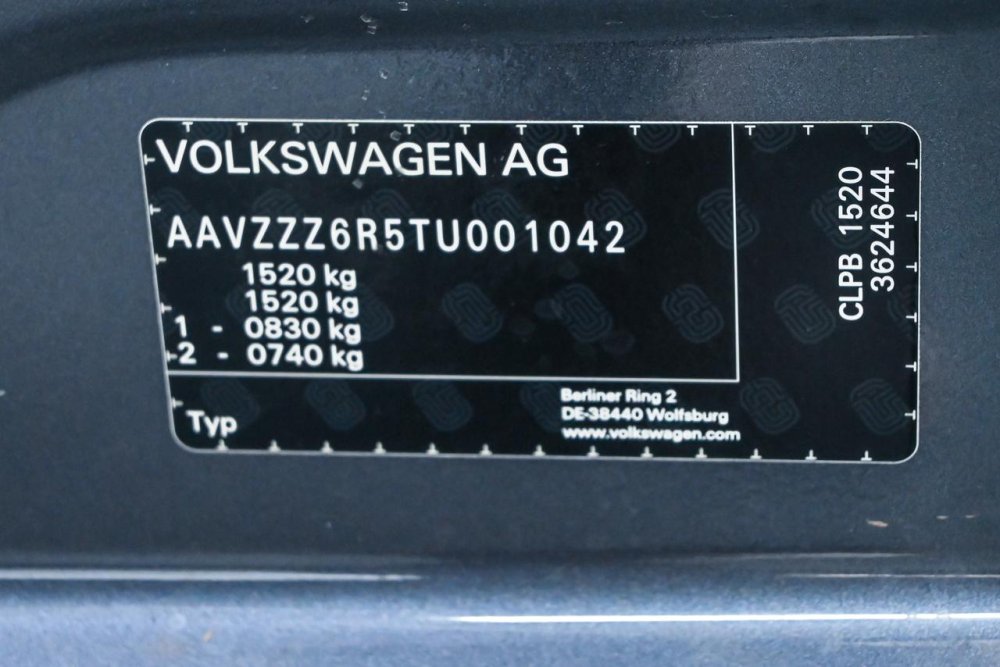 VOLKSWAGEN AG
AAVZZZ6R5TU001042
1520 kg
1520 kg
1 - 0830 kg
2 - 0740 kg
Typ
Berliner Ring 2
DE-38440 Wolfsburg
www.volkswagen.com
CLPB 1520
3624644